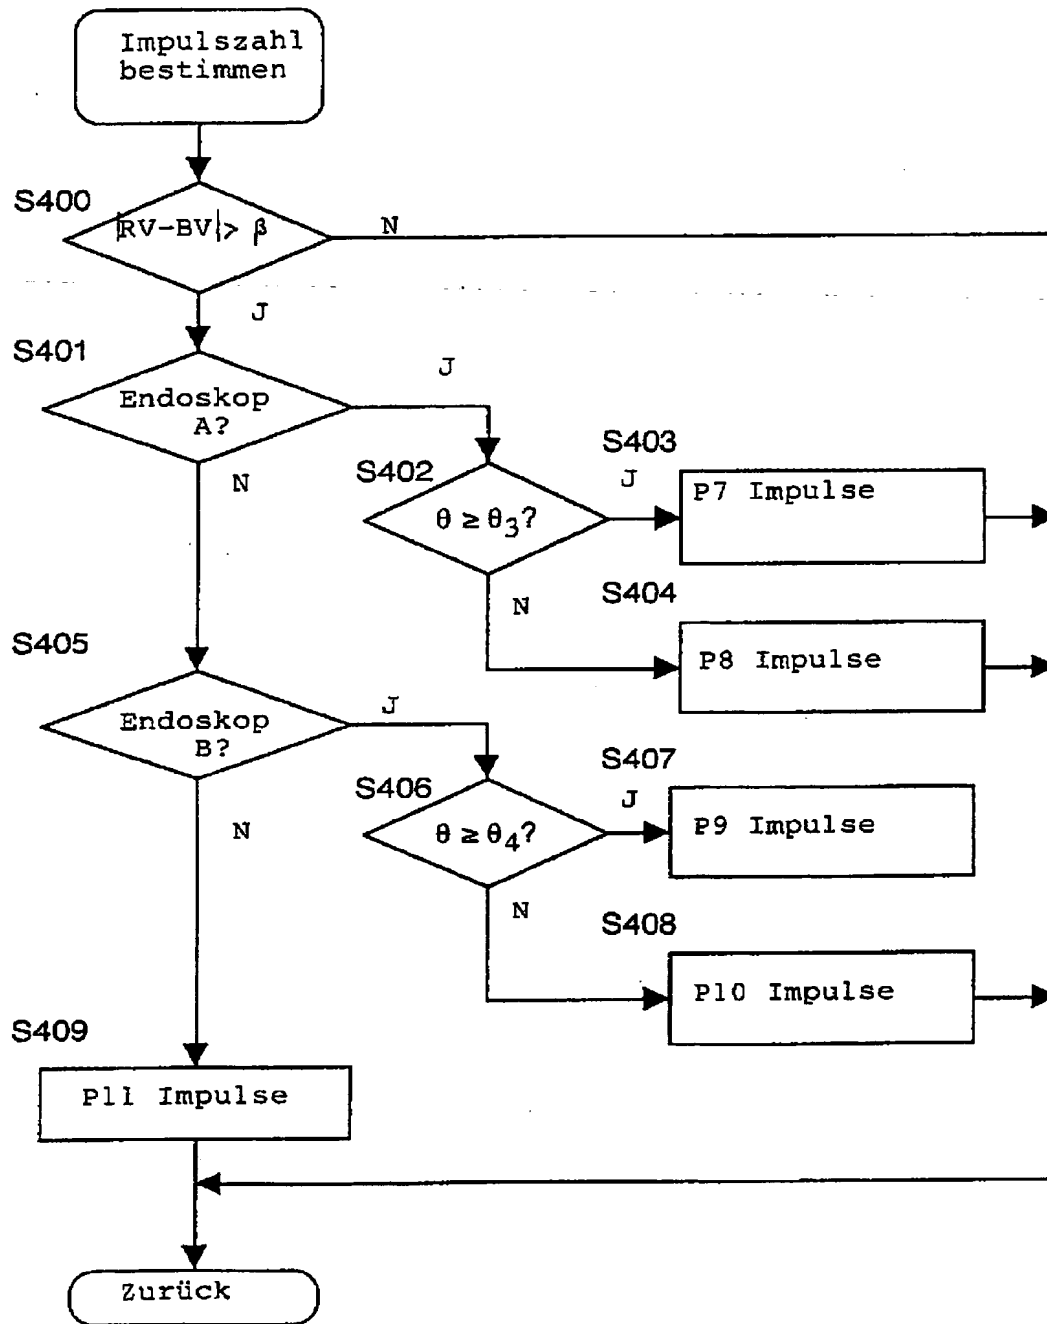 Impulszahl
bestimmen
S400
|RV-BV|> β
N
J
S401
Endoskop
A?
J
N
S402
θ ≥ θ3?
J
N
S403
P7 Impulse
S404
P8 Impulse
S405
Endoskop
B?
J
N
S406
θ ≥ θ4?
J
N
S407
P9 Impulse
S408
P10 Impulse
S409
P11 Impulse
Zurück